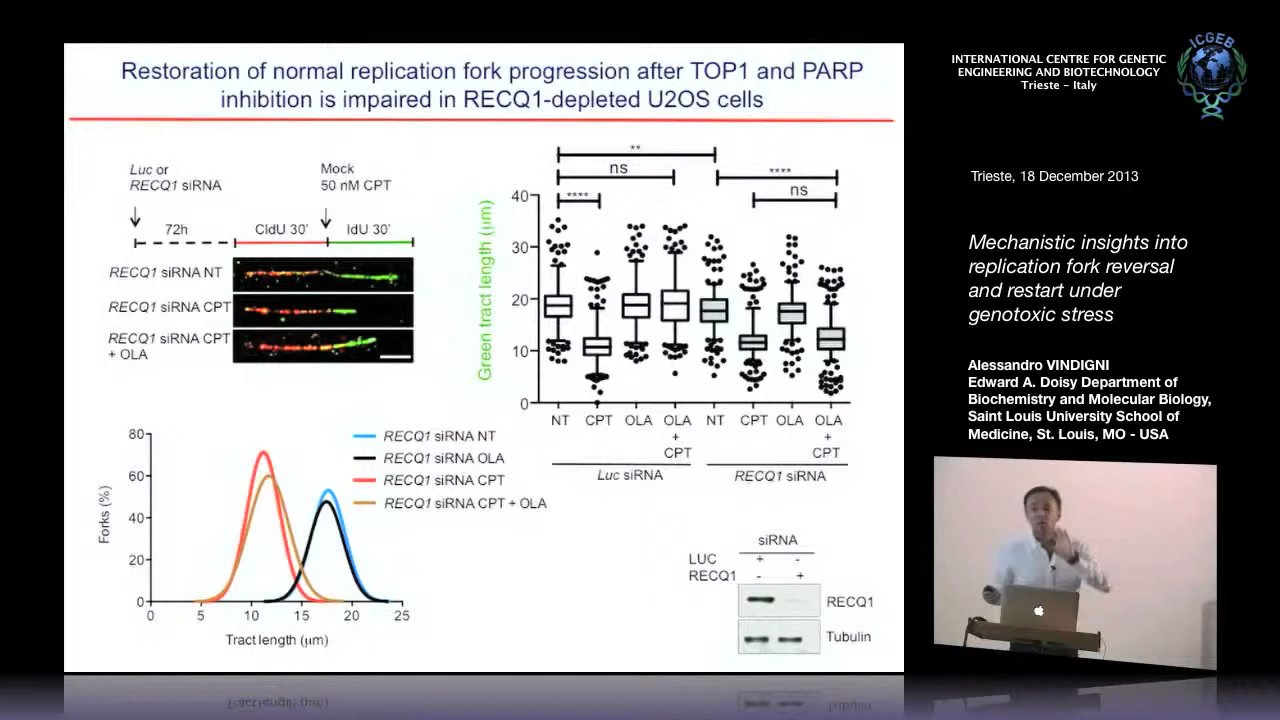 Restoration of normal replication fork progression after TOP1 and PARP
inhibition is impaired in RECQ1-depleted U2OS cells
Luc or
RECQ1 siRNA
Mock
50 nM CPT
72h
CldU 30'
IdU 30'
RECQ1 siRNA NT
RECQ1 siRNA CPT
RECQ1 siRNA CPT
+ OLA
**
ns
****
****
ns
Green tract length (µm)
40
30
20
10
0
NT
CPT
OLA
OLA
+
CPT
NT
CPT
OLA
OLA
+
CPT
Luc siRNA
RECQ1 siRNA
Forks (%)
80
60
40
20
0
0
5
10
15
20
25
Tract length (µm)
RECQ1 siRNA NT
RECQ1 siRNA OLA
RECQ1 siRNA CPT
RECQ1 siRNA CPT + OLA
siRNA
LUC + -
RECQ1 - +
RECQ1
Tubulin
INTERNATIONAL CENTRE FOR GENETIC
ENGINEERING AND BIOTECHNOLOGY
Trieste - Italy
ICGEB
Trieste, 18 December 2013
Mechanistic insights into
replication fork reversal
and restart under
genotoxic stress
Alessandro VINDIGNI
Edward A. Doisy Department of
Biochemistry and Molecular Biology,
Saint Louis University School of
Medicine, St. Louis, MO - USA